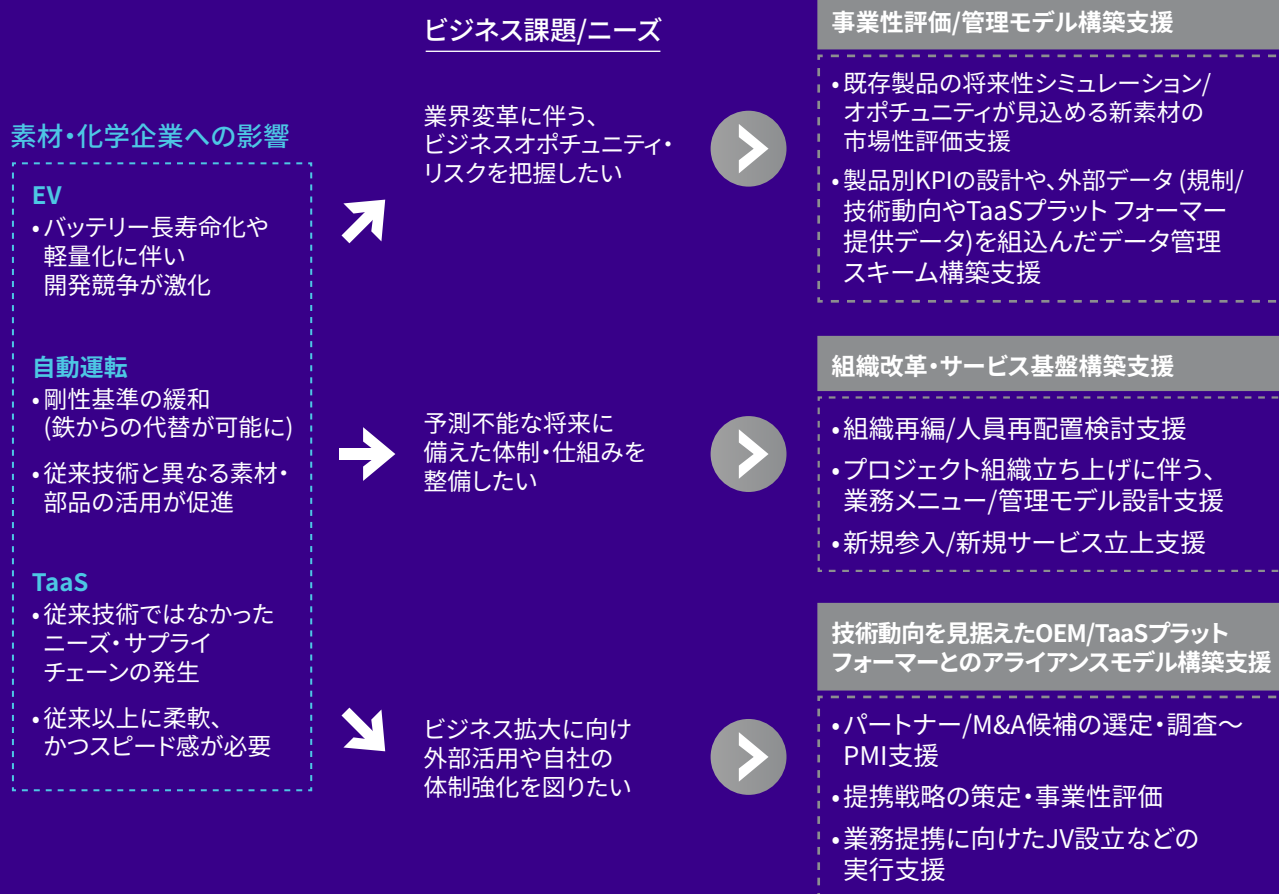 素材・化学企業への影響
EV
•バッテリー長寿命化や
軽量化に伴い
開発競争が激化
自動運転
•剛性基準の緩和
(鉄からの代替が可能に)
•従来技術と異なる素材・
部品の活用が促進
TaaS
•従来技術ではなかった
ニーズ・サプライ
チェーンの発生
•従来以上に柔軟、
かつスピード感が必要
ビジネス課題/ニーズ
業界変革に伴う、
ビジネスオポチュニティ・
リスクを把握したい
予測不能な将来に
備えた体制・仕組みを
整備したい
ビジネス拡大に向け
外部活用や自社の
体制強化を図りたい
事業性評価/管理モデル構築支援
•既存製品の将来性シミュレーション/
オポチュニティが見込める新素材の
市場性評価支援
•製品別KPIの設計や、外部データ (規制/
技術動向やTaaSプラット フォーマー
提供データ)を組込んだデータ管理
スキーム構築支援
組織改革・サービス基盤構築支援
•組織再編/人員再配置検討支援
•プロジェクト組織立ち上げに伴う、
業務メニュー/管理モデル設計支援
•新規参入/新規サービス立上支援
技術動向を見据えたOEM/TaaSプラット
フォーマーとのアライアンスモデル構築支援
•パートナー/M&A候補の選定・調査〜
PMI支援
•提携戦略の策定・事業性評価
•業務提携に向けたJV設立などの
実行支援